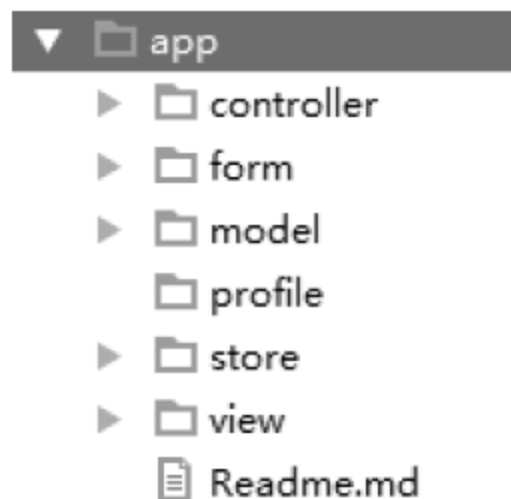 app
controller
form
model
profile
store
view
Readme.md